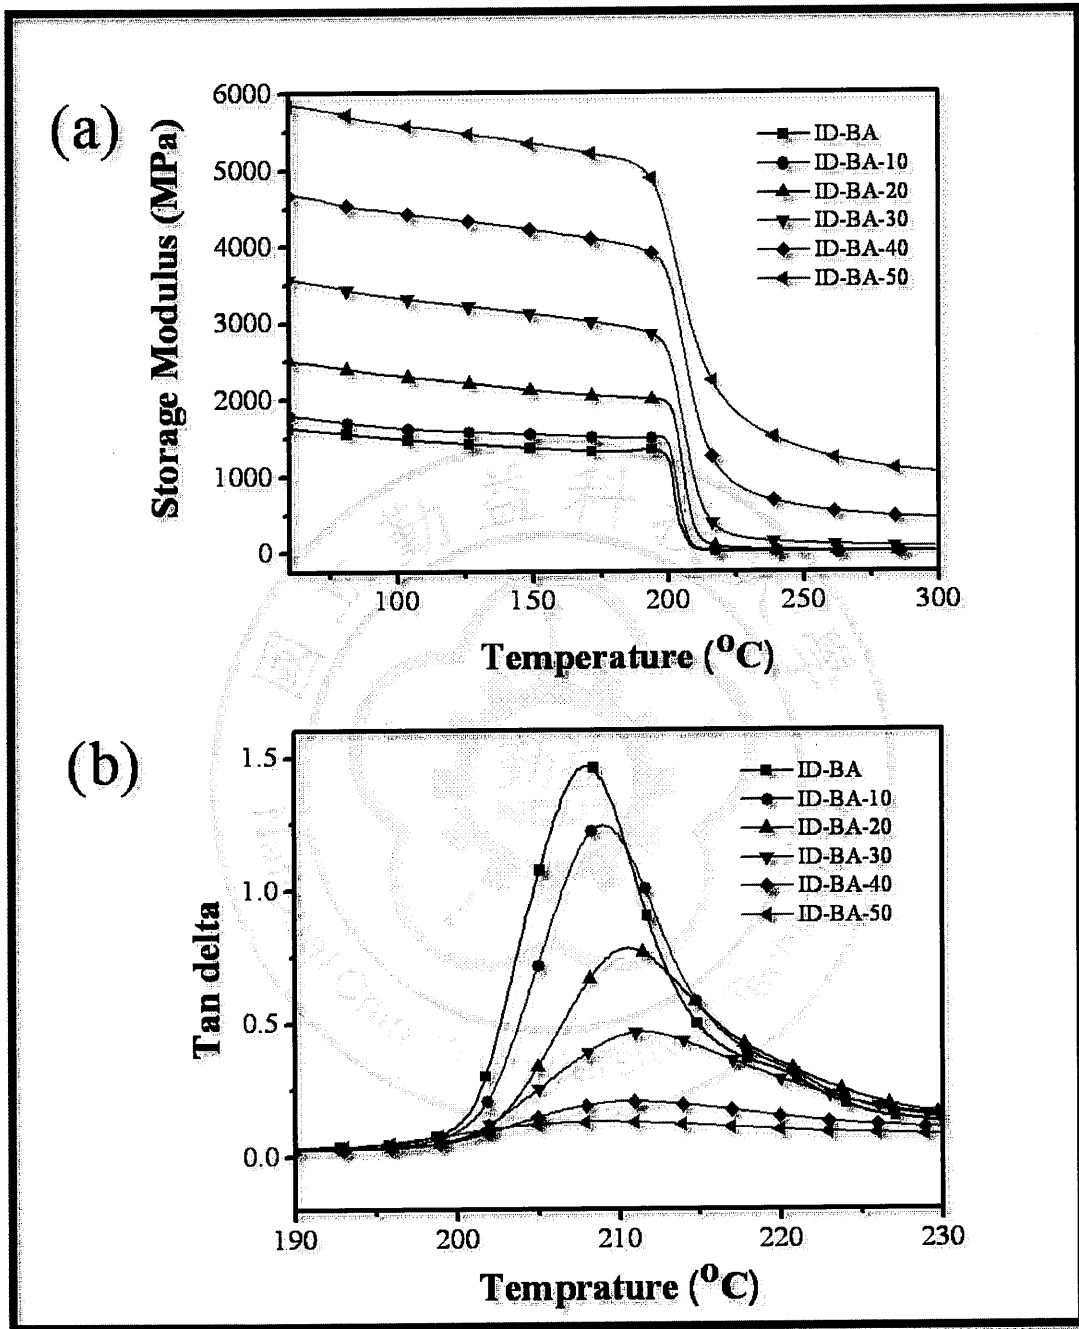 (a)
6000
5000
4000
3000
2000
1000
0
Storage Modulus (MPa)
ID-BA
ID-BA-10
ID-BA-20
ID-BA-30
ID-BA-40
ID-BA-50
100 150 200 250 300
Temperature (°C)
(b)
1.5
1.0
0.5
0.0
Tan delta
ID-BA
ID-BA-10
ID-BA-20
ID-BA-30
ID-BA-40
ID-BA-50
190 200 210 220 230
Temprature (°C)
勤益科